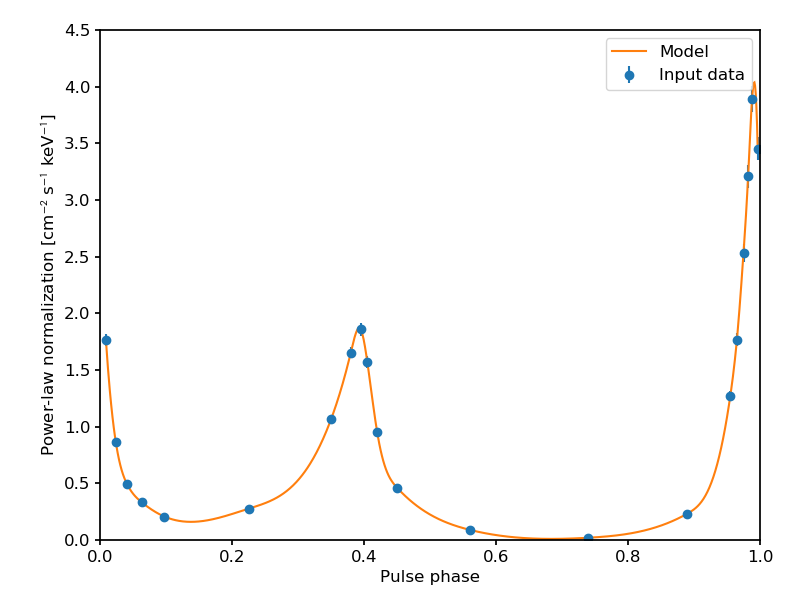 4.5
4.0
3.5
3.0
2.5
2.0
1.5
1.0
0.5
0.0
Power-law normalization [cm⁻² s⁻¹ keV⁻¹]
Model
Input data
0.0 0.2 0.4 0.6 0.8 1.0
Pulse phase